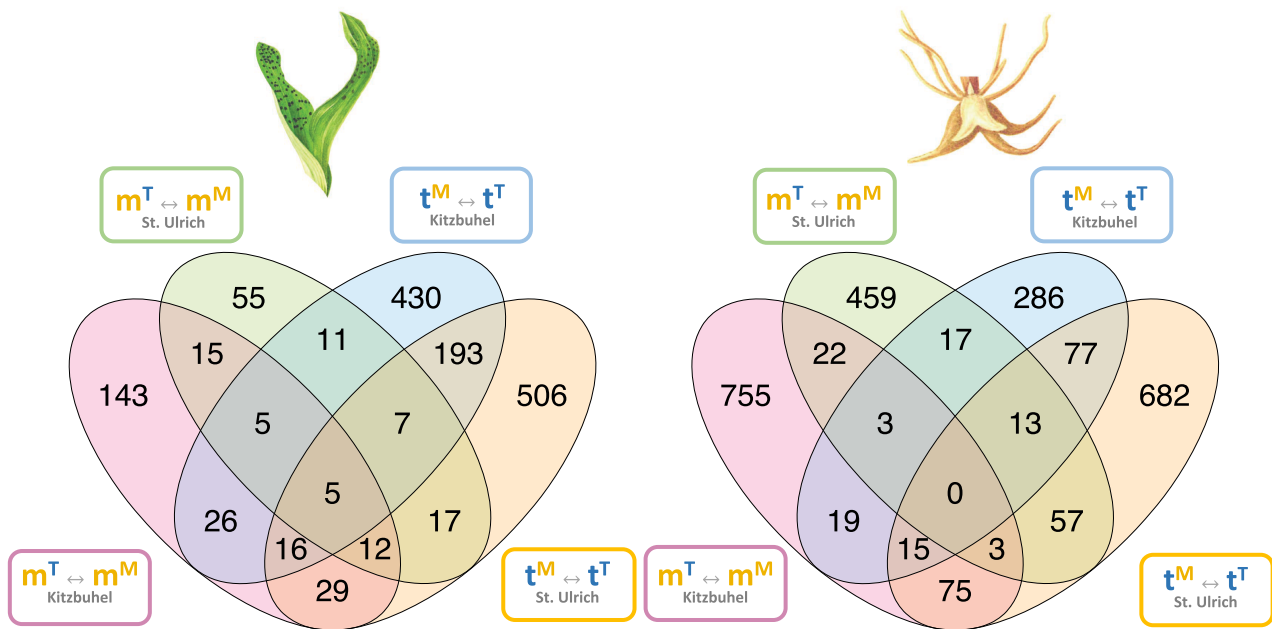 mT ↔ mM
St. Ulrich
tM ↔ tT
Kitzbuhel
mT ↔ mM
St. Ulrich
tM ↔ tT
Kitzbuhel
55
430
459
286
11
17
15
193
22
77
143
506
755
682
5
7
3
13
5
0
26
17
19
57
16
12
15
3
29
75
mT ↔ mM
Kitzbuhel
tM ↔ tT
St. Ulrich
mT ↔ mM
Kitzbuhel
tM ↔ tT
St. Ulrich